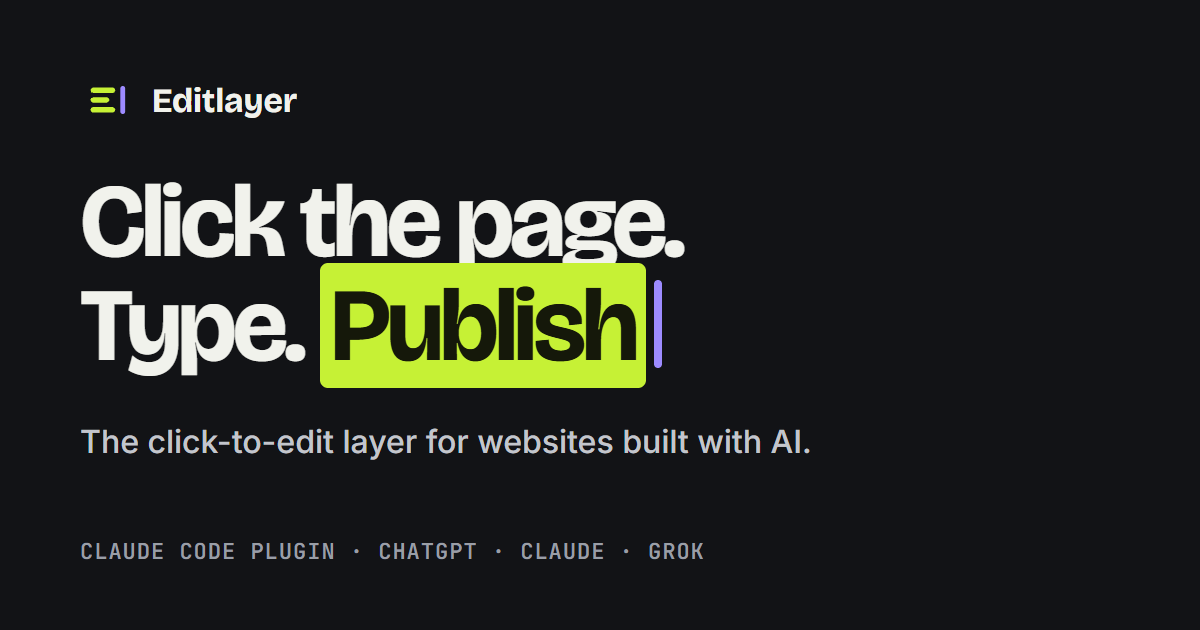 Editlayer
Click the page.
Type. Publish
The click-to-edit layer for websites built with AI.
CLAUDE CODE PLUGIN · CHATGPT · CLAUDE · GROK